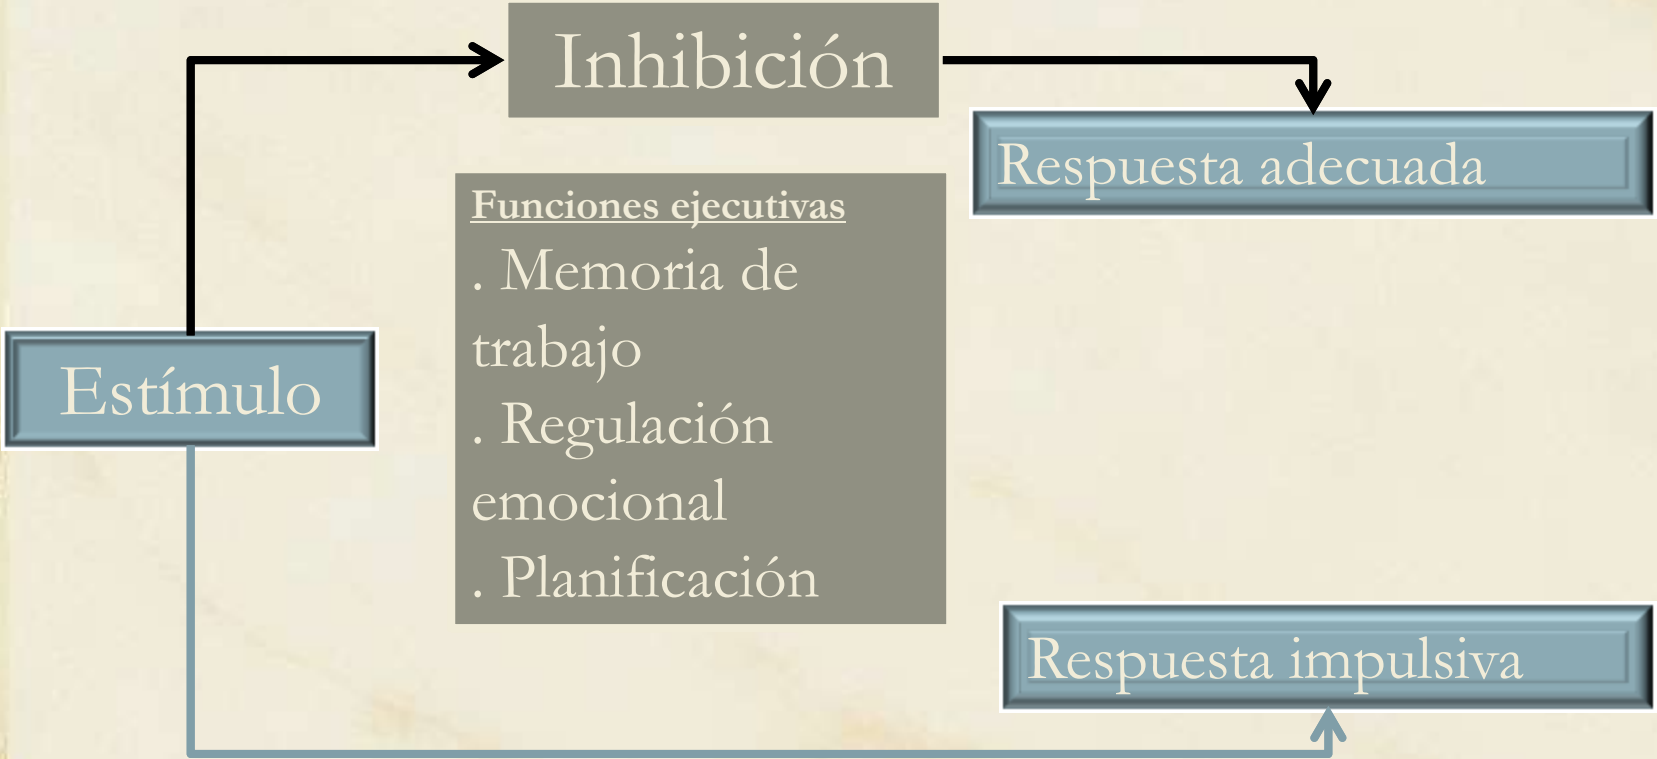 Inhibición
Respuesta adecuada
Funciones ejecutivas
. Memoria de
trabajo
. Regulación
emocional
. Planificación
Estímulo
Respuesta impulsiva